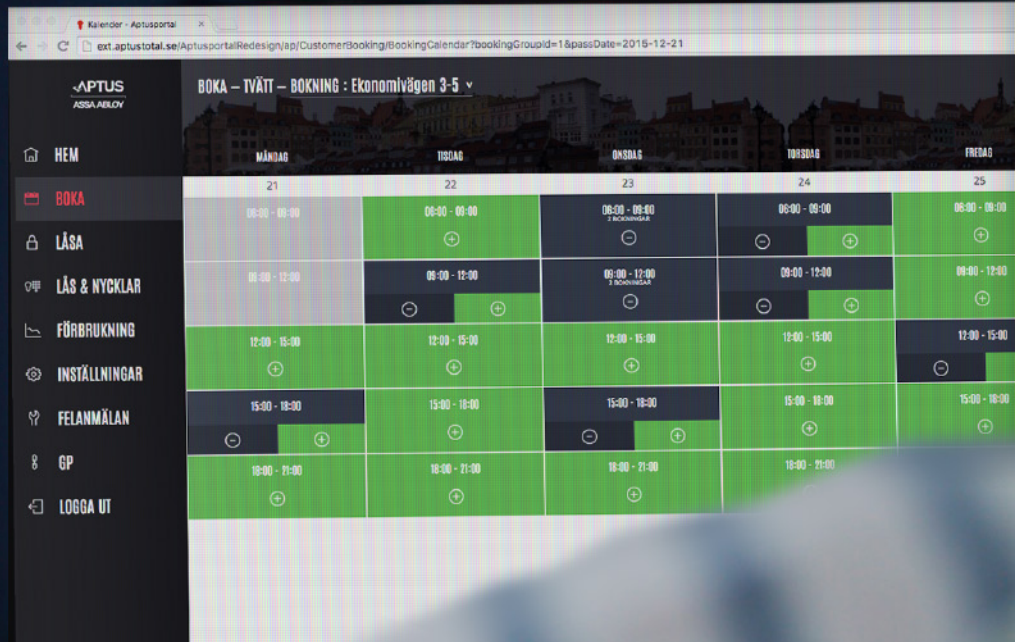 Kalender - Aptusportal
ext.aptustotal.se/AptusportalRedesign/ap/CustomerBooking/BookingCalendar?bookingGroupId=1&passDate=2015-12-21
APTUS
ASSA ABLOY
BOKA – TVÄTT – BOKNING : Ekonomivägen 3-5
HEM
BOKA
LÅSA
LÅS & NYCKLAR
FÖRBRUKNING
INSTÄLLNINGAR
FELANMÄLAN
GP
LOGGA UT
MÅNDAG TISDAG ONSDAG TORSDAG FREDAG
21 22 23 24 25
06:00 - 09:00 06:00 - 09:00 06:00 - 09:00 06:00 - 09:00 06:00 - 09:00
2 BOKNINGAR
09:00 - 12:00 09:00 - 12:00 09:00 - 12:00 09:00 - 12:00 09:00 - 12:00
2 BOKNINGAR
12:00 - 15:00 12:00 - 15:00 12:00 - 15:00 12:00 - 15:00 12:00 - 15:00
15:00 - 18:00 15:00 - 18:00 15:00 - 18:00 15:00 - 18:00 15:00 - 18:00
18:00 - 21:00 18:00 - 21:00 18:00 - 21:00 18:00 - 21:00